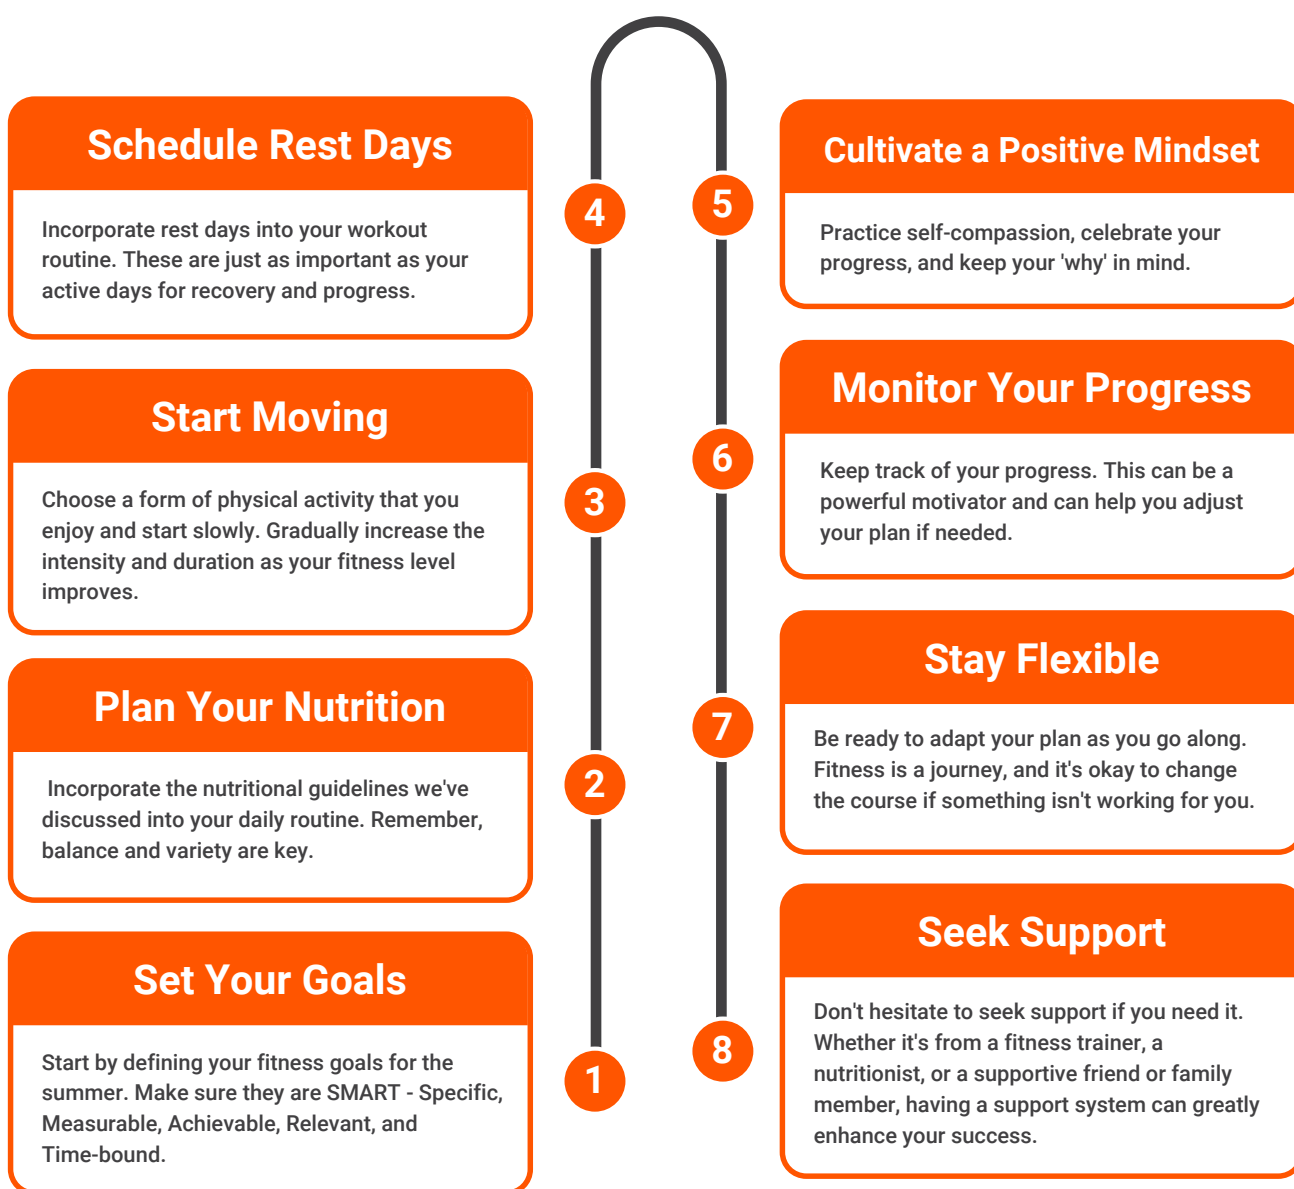 Schedule Rest Days
Incorporate rest days into your workout
routine. These are just as important as your
active days for recovery and progress.
4
Start Moving
Choose a form of physical activity that you
enjoy and start slowly. Gradually increase the
intensity and duration as your fitness level
improves.
3
Plan Your Nutrition
Incorporate the nutritional guidelines we've
discussed into your daily routine. Remember,
balance and variety are key.
2
Set Your Goals
Start by defining your fitness goals for the
summer. Make sure they are SMART - Specific,
Measurable, Achievable, Relevant, and
Time-bound.
1
5
Cultivate a Positive Mindset
Practice self-compassion, celebrate your
progress, and keep your 'why' in mind.
6
Monitor Your Progress
Keep track of your progress. This can be a
powerful motivator and can help you adjust
your plan if needed.
7
Stay Flexible
Be ready to adapt your plan as you go along.
Fitness is a journey, and it's okay to change
the course if something isn't working for you.
8
Seek Support
Don't hesitate to seek support if you need it.
Whether it's from a fitness trainer, a
nutritionist, or a supportive friend or family
member, having a support system can greatly
enhance your success.